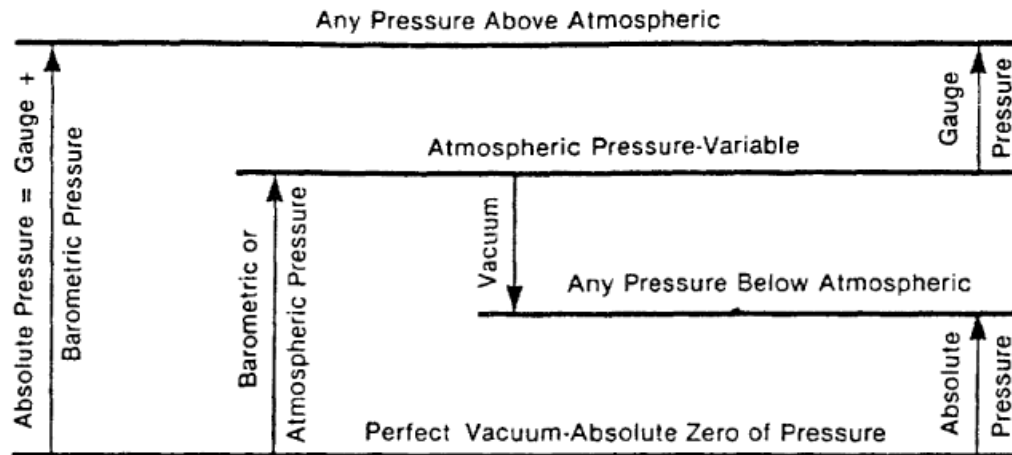 Any Pressure Above Atmospheric
Absolute Pressure = Gauge +
Barometric Pressure
Gauge
Pressure
Atmospheric Pressure-Variable
Barometric or
Atmospheric Pressure
Vacuum
Any Pressure Below Atmospheric
Absolute
Pressure
Perfect Vacuum-Absolute Zero of Pressure